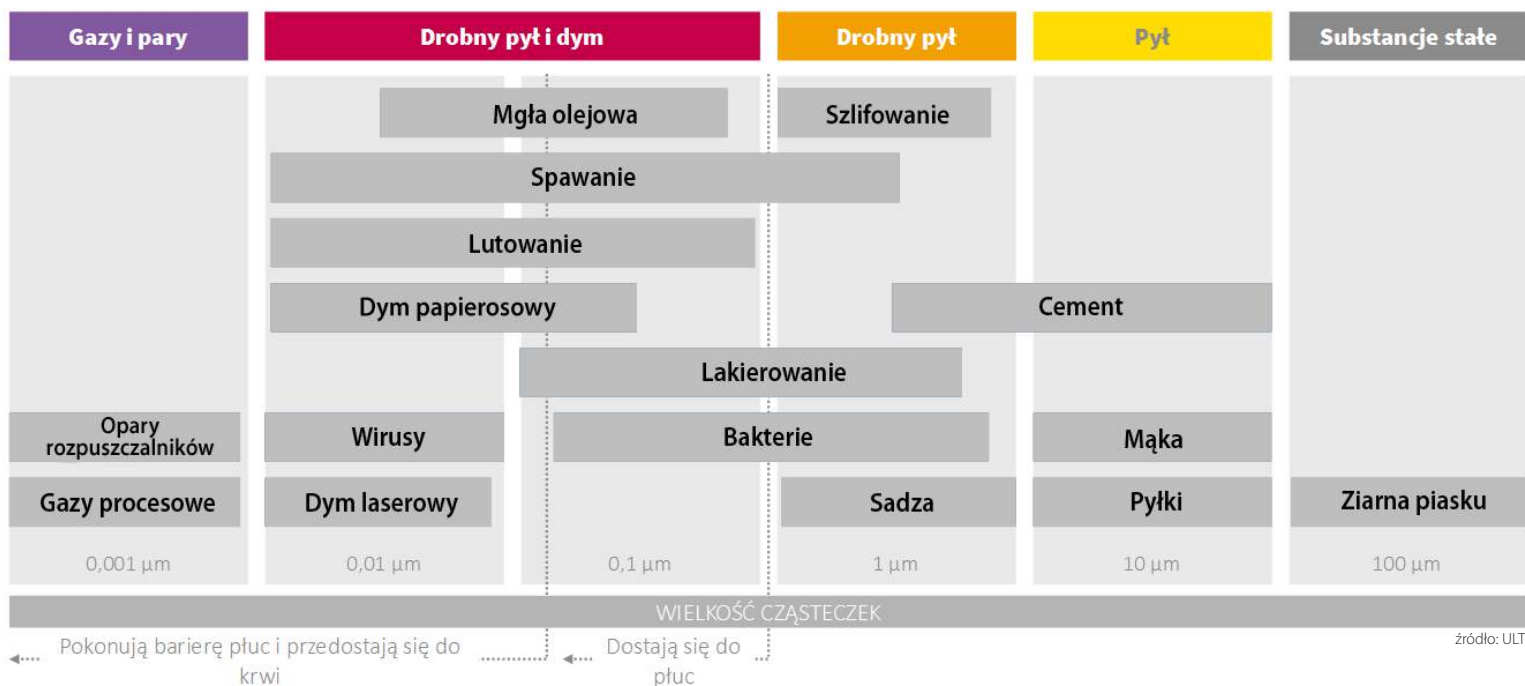 Gazy i pary
Drobny pył i dym
Drobny pył
Pył
Substancje stałe
Mgła olejowa
Szlifowanie
Spawanie
Lutowanie
Dym papierosowy
Cement
Lakierowanie
Opary
rozpuszczalników
Wirusy
Bakterie
Mąka
Gazy procesowe
Dym laserowy
Sadza
Pyłki
Ziarna piasku
0,001 μm
0,01 μm
0,1 μm
1 μm
10 μm
100 μm
WIELKOŚĆ CZĄSTECZEK
Pokonują barierę płuc i przedostają się do
krwi
Dostają się do
płuc
źródło: ULT